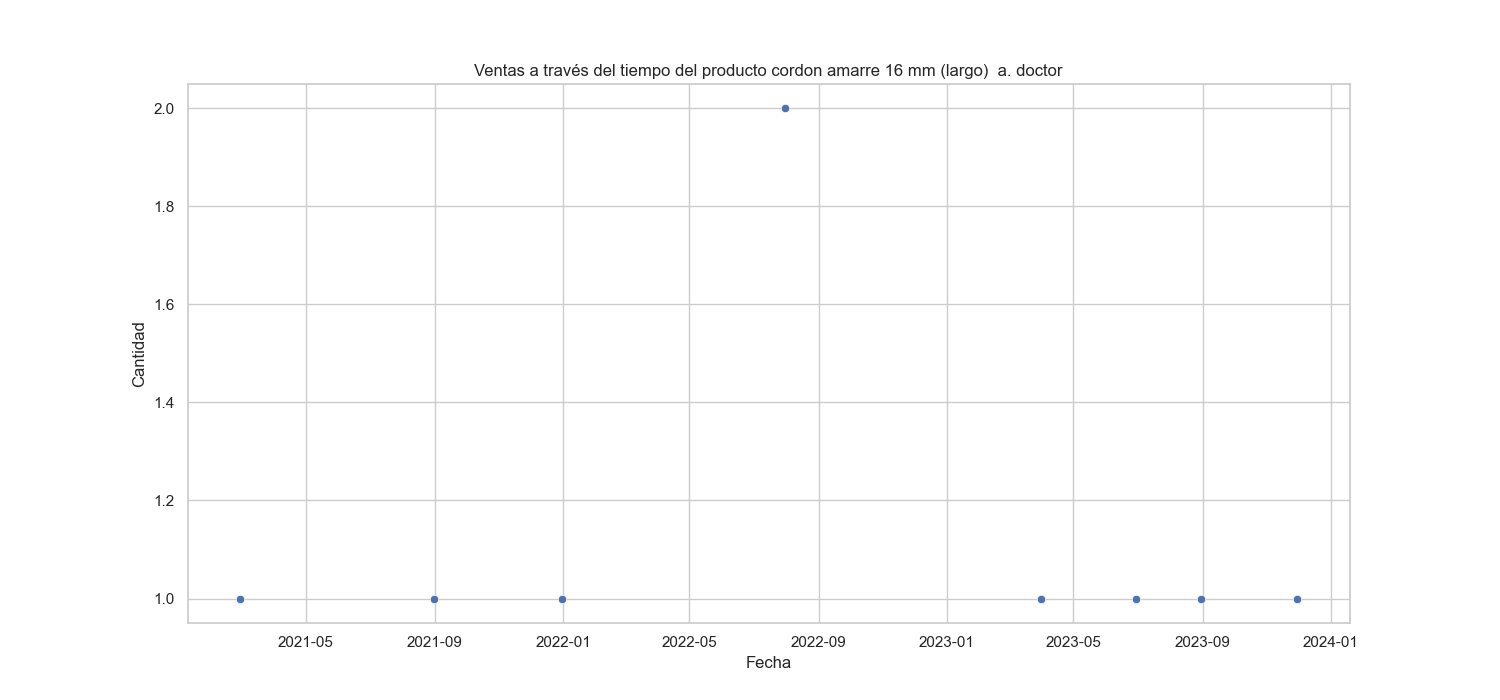 Ventas a través del tiempo del producto cordon amarre 16 mm (largo)  a. doctor
2.0
1.8
1.6
1.4
1.2
1.0
Cantidad
2021-05 2021-09 2022-01 2022-05 2022-09 2023-01 2023-05 2023-09 2024-01
Fecha